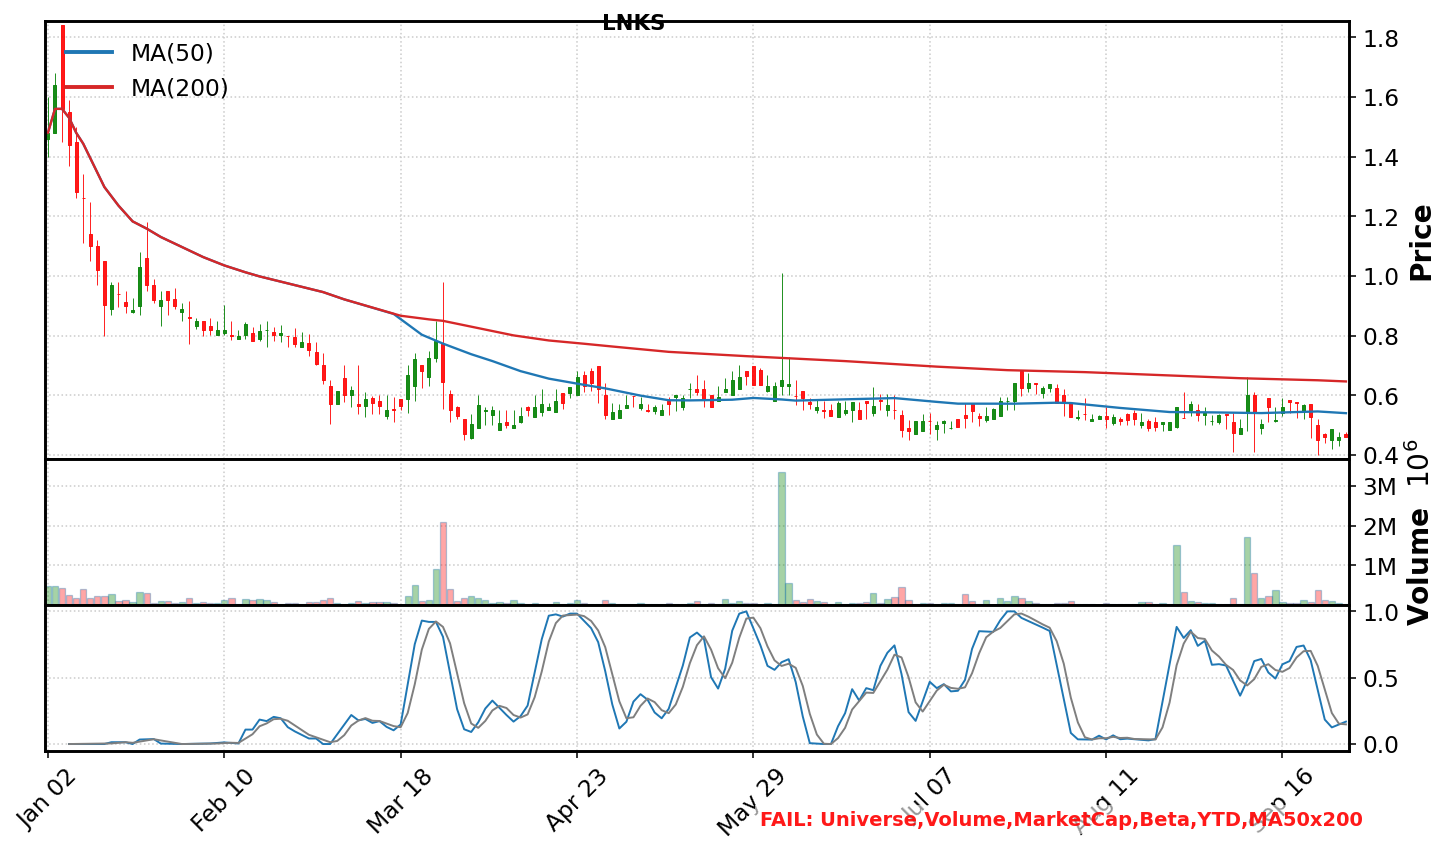 LNKS
MA(50)
MA(200)
1.8
1.6
1.4
1.2
1.0
0.8
0.6
0.4
Price
3M
2M
1M
Volume 10^6
1.0
0.5
0.0
Jan 02
Feb 10
Mar 18
Apr 23
May 29
Jul 07
Aug 11
Sep 16
FAIL: Universe,Volume,MarketCap,Beta,YTD,MA50x200